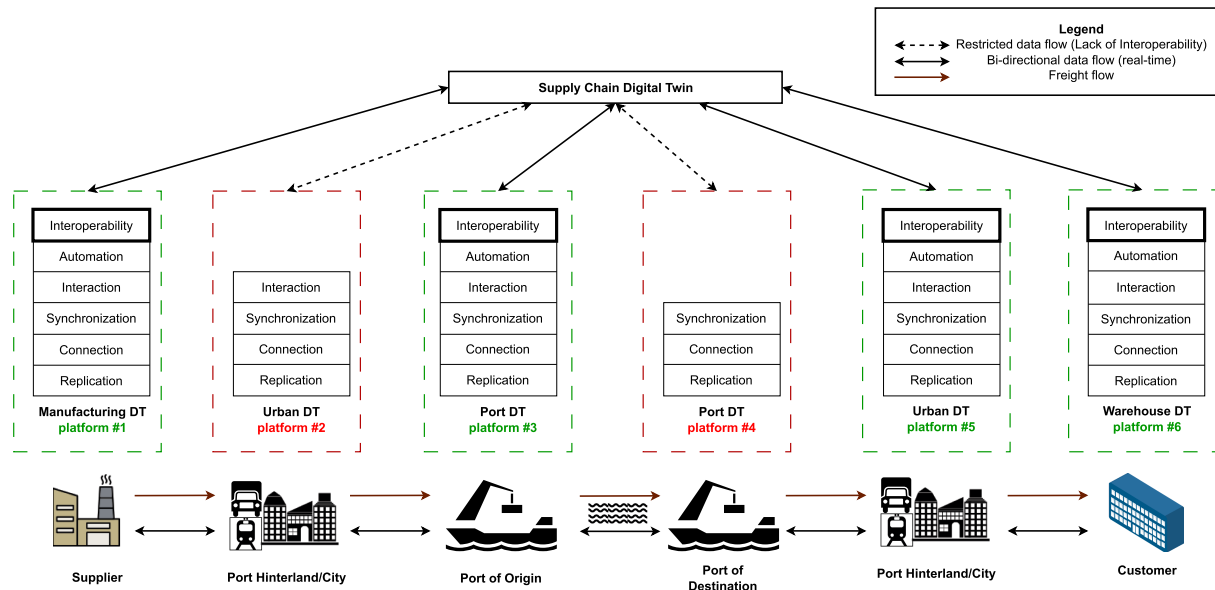 Legend
Restricted data flow (Lack of Interoperability)
Bi-directional data flow (real-time)
Freight flow
Supply Chain Digital Twin
Interoperability
Automation
Interaction
Synchronization
Connection
Replication
Manufacturing DT
platform #1
Interaction
Synchronization
Connection
Replication
Urban DT
platform #2
Interoperability
Automation
Interaction
Synchronization
Connection
Replication
Port DT
platform #3
Synchronization
Connection
Replication
Port DT
platform #4
Interoperability
Automation
Interaction
Synchronization
Connection
Replication
Urban DT
platform #5
Interoperability
Automation
Interaction
Synchronization
Connection
Replication
Warehouse DT
platform #6
Supplier
Port Hinterland/City
Port of Origin
Port of
Destination
Port Hinterland/City
Customer